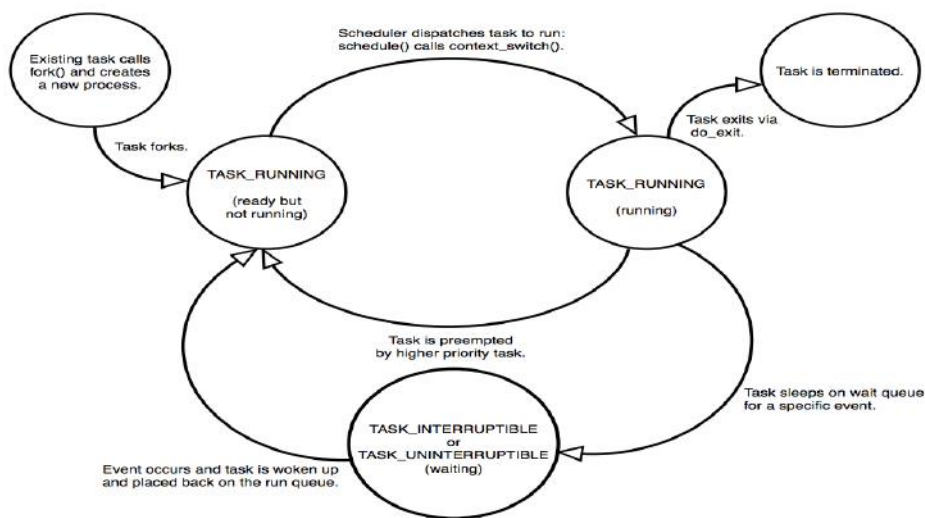 Scheduler dispatches task to run:
schedule() calls context_switch().
Existing task calls
fork() and creates
a new process.
Task is terminated.
Task exits via
do_exit.
Task forks.
TASK_RUNNING
(ready but
not running)
TASK_RUNNING
(running)
Task is preempted
by higher priority task.
Task sleeps on wait queue
for a specific event.
TASK_INTERRUPTIBLE
or
TASK_UNINTERRUPTIBLE
(waiting)
Event occurs and task is woken up
and placed back on the run queue.